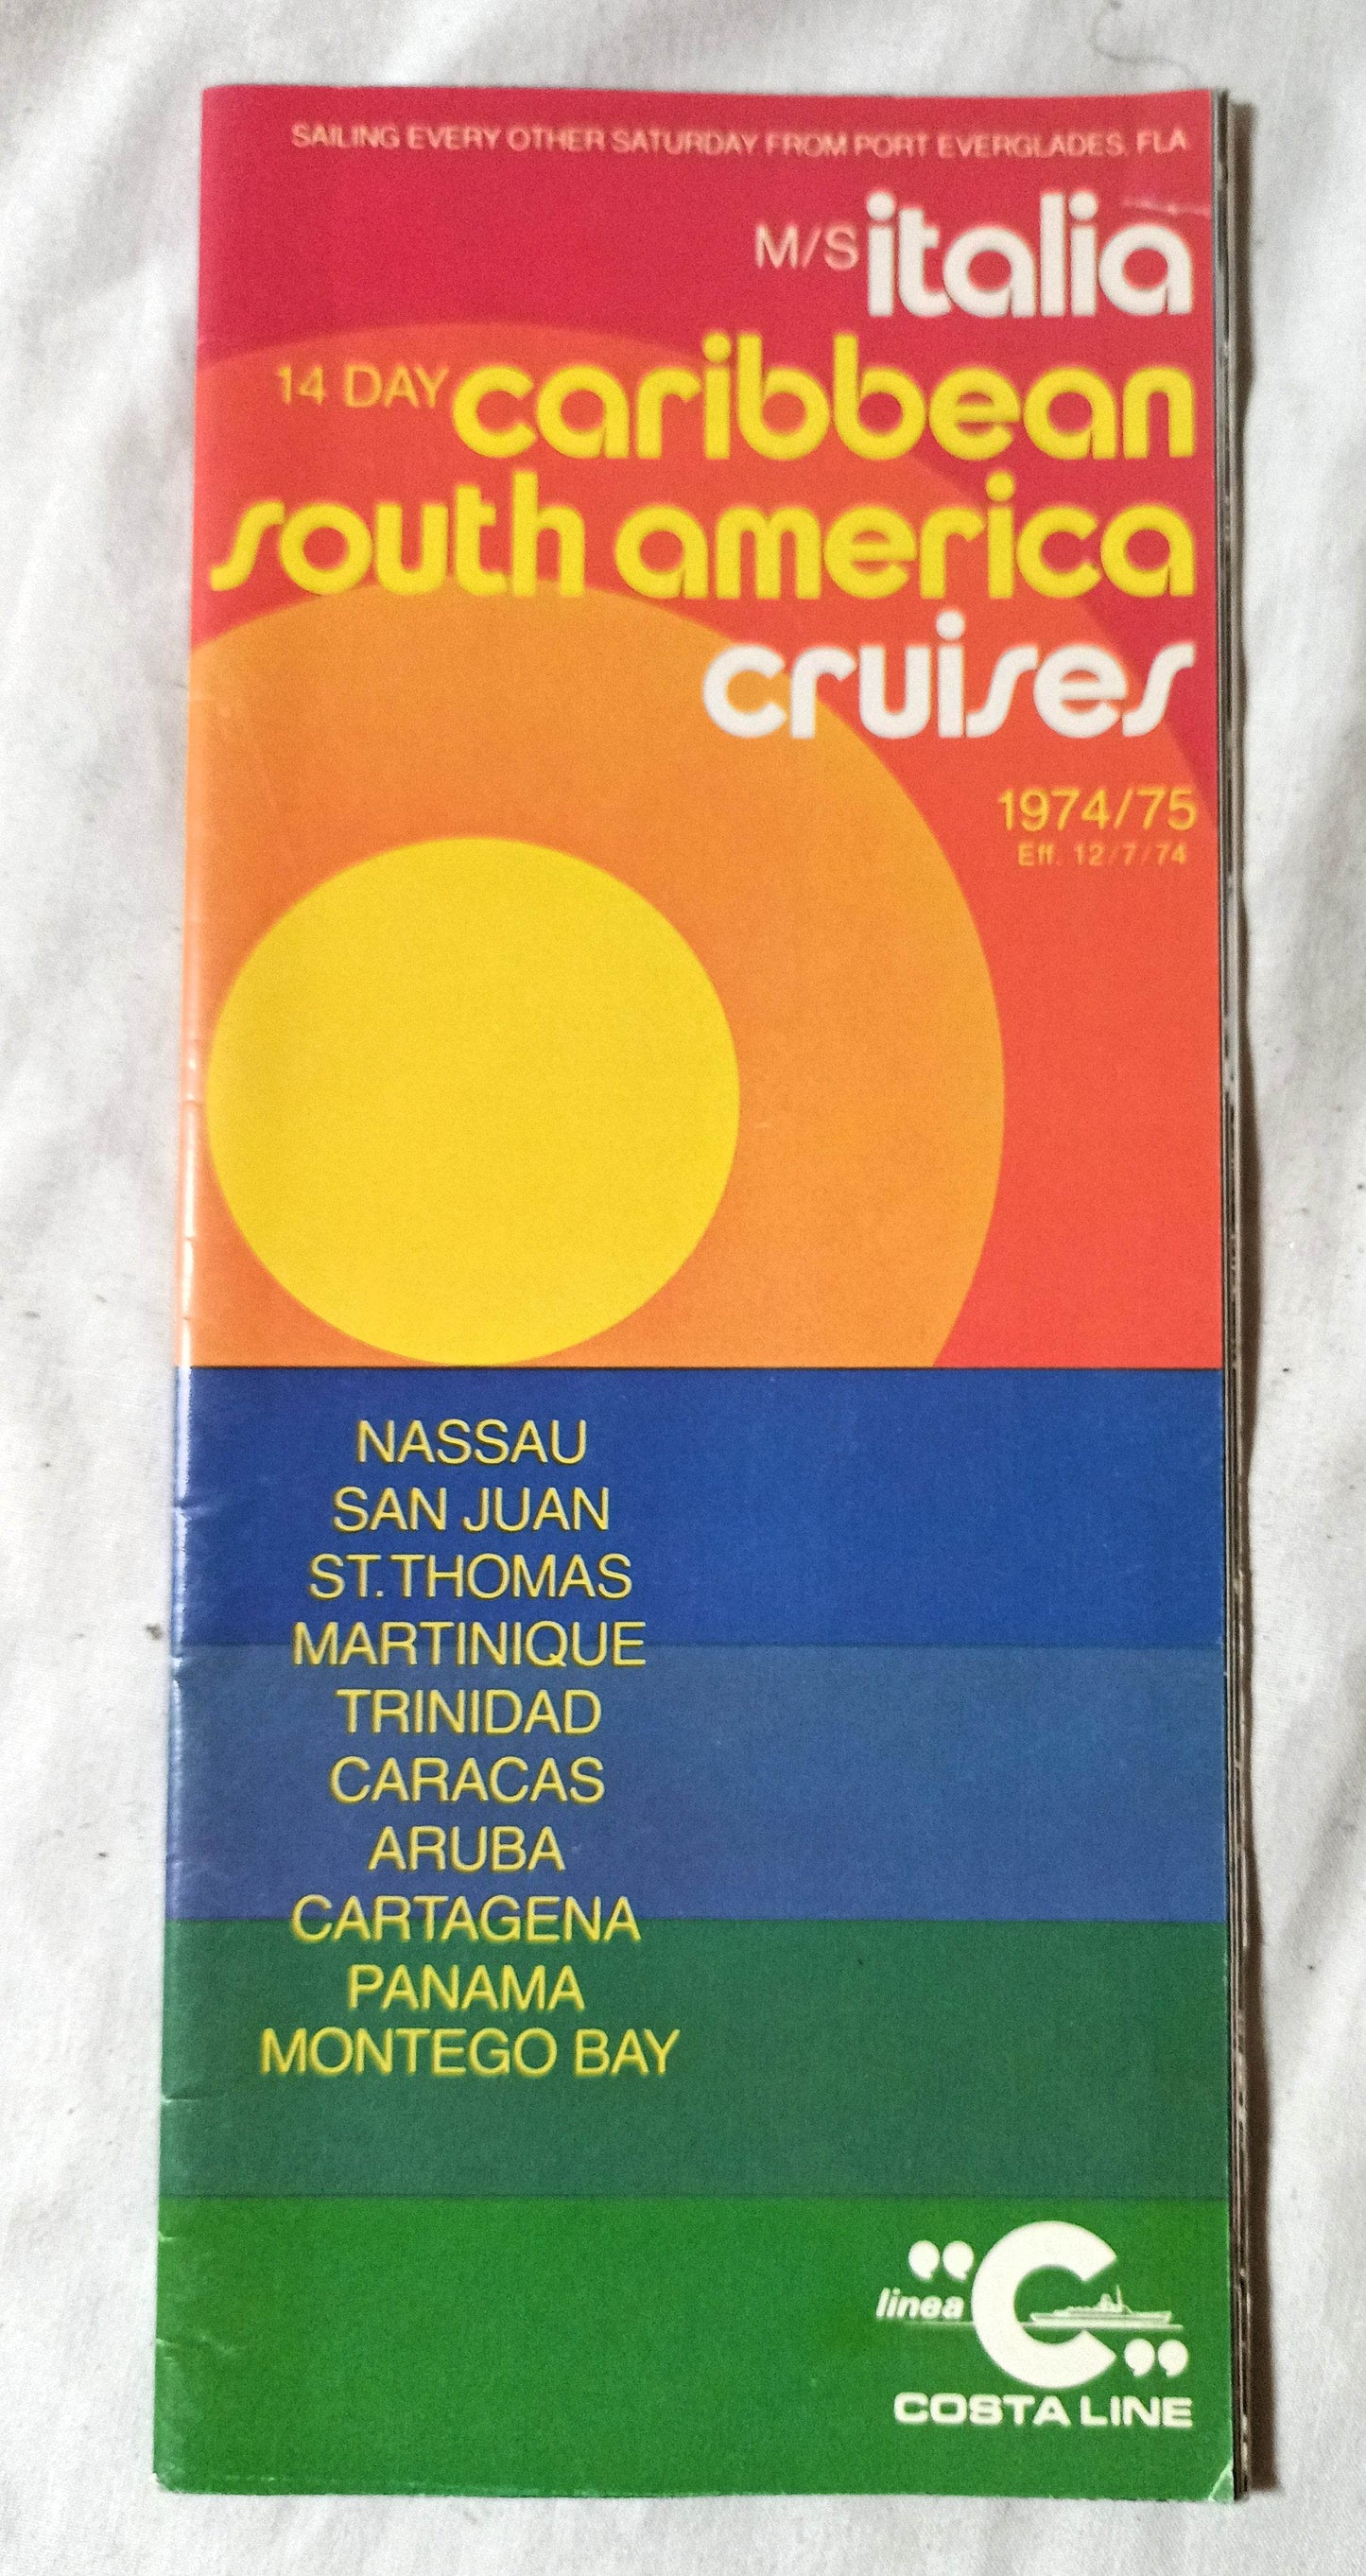 SAILING EVERY OTHER SATURDAY FROM PORT EVERGLADES, FLA
M/S italia
14 DAY caribbean
south america
cruises
1974/75
Eff. 12/7/74
NASSAU
SAN JUAN
ST. THOMAS
MARTINIQUE
TRINIDAD
CARACAS
ARUBA
CARTAGENA
PANAMA
MONTEGO BAY
linea "C"
COSTA LINE